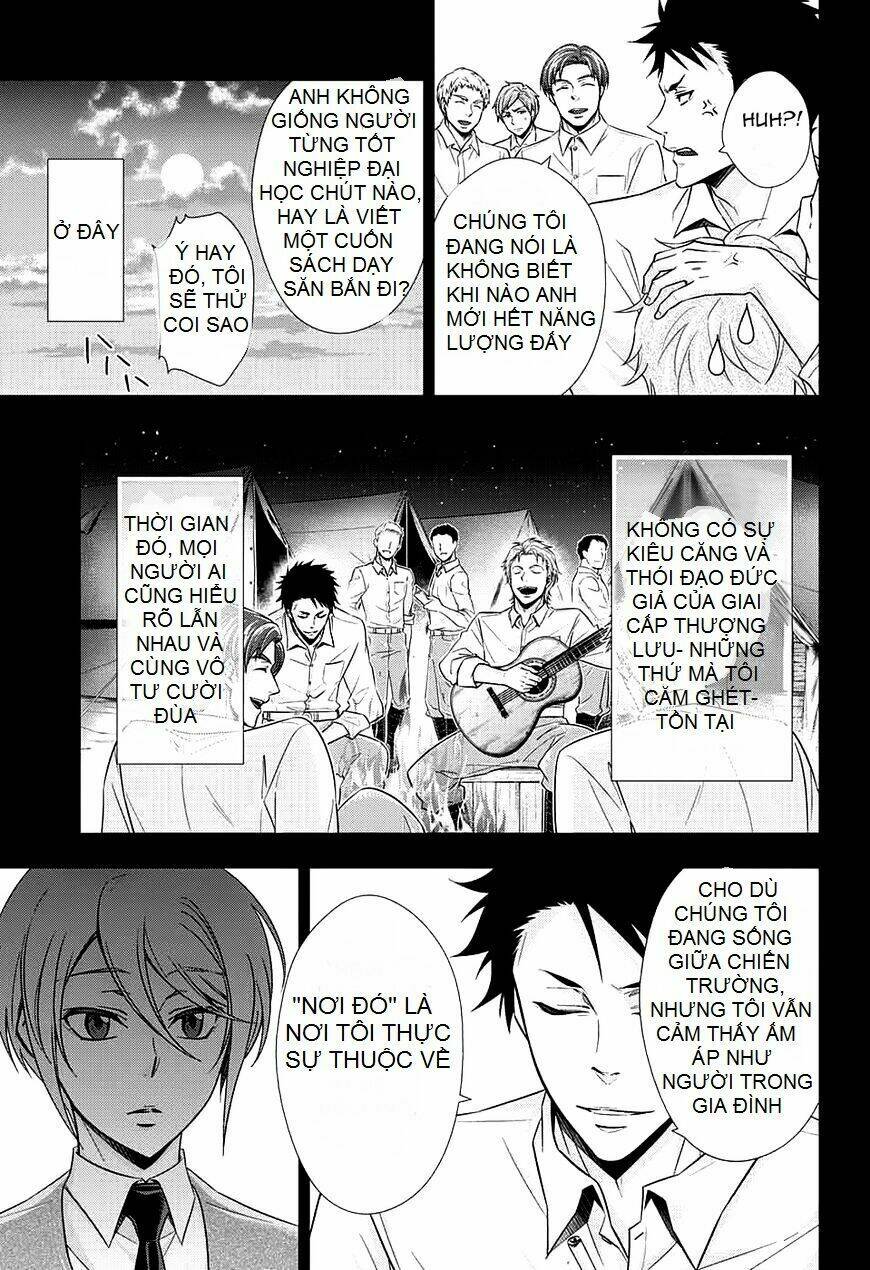 HUH?!
CHÚNG TÔI
ĐANG NÓI LÀ
KHÔNG BIẾT
KHI NÀO ANH
MỚI HẾT NĂNG
LƯỢNG ĐẤY
ANH KHÔNG
GIỐNG NGƯỜI
TỪNG TỐT
NGHIỆP ĐẠI
HỌC CHÚT NÀO,
HAY LÀ VIẾT
MỘT CUỐN
SÁCH DẠY
SĂN BẮN ĐI?
Ý HAY
ĐÓ, TÔI
SẼ THỬ
COI SAO
Ở ĐÂY
KHÔNG CÓ SỰ
KIÊU CĂNG VÀ
THÓI ĐẠO ĐỨC
GIẢ CỦA GIAI
CẤP THƯỢNG
LƯU- NHỮNG
THỨ MÀ TÔI
CĂM GHÉT-
TỒN TẠI
THỜI GIAN
ĐÓ, MỌI
NGƯỜI AI
CŨNG HIỂU
RÕ LẪN
NHAU VÀ
CÙNG VÔ
TƯ CƯỜI
ĐÙA
CHO DÙ
CHÚNG TÔI
ĐANG SỐNG
GIỮA CHIẾN
TRƯỜNG,
NHƯNG TÔI VẪN
CẢM THẤY ẤM
ÁP NHƯ
NGƯỜI TRONG
GIA ĐÌNH
"NƠI ĐÓ" LÀ
NƠI TÔI THỰC
SỰ THUỘC VỀ